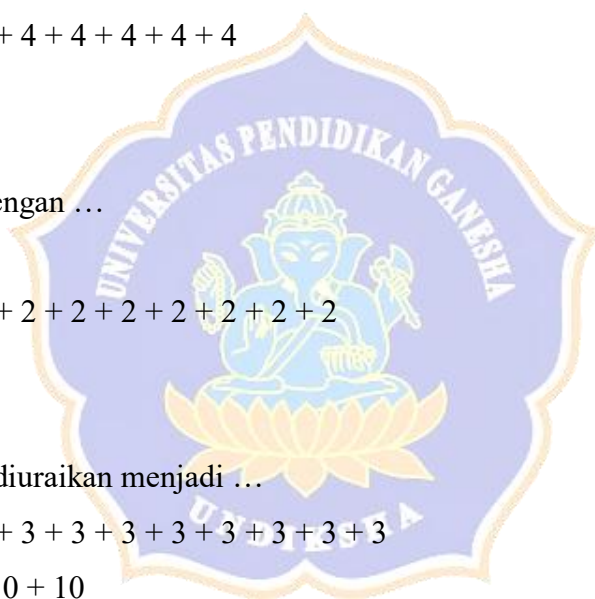 + 4 + 4 + 4 + 4 + 4
UNIVERSITAS PENDIDIKAN GANESHA
engan …
+ 2 + 2 + 2 + 2 + 2 + 2 + 2
diuraikan menjadi …
UNDIKSHA
+ 3 + 3 + 3 + 3 + 3 + 3 + 3 + 3
0 + 10